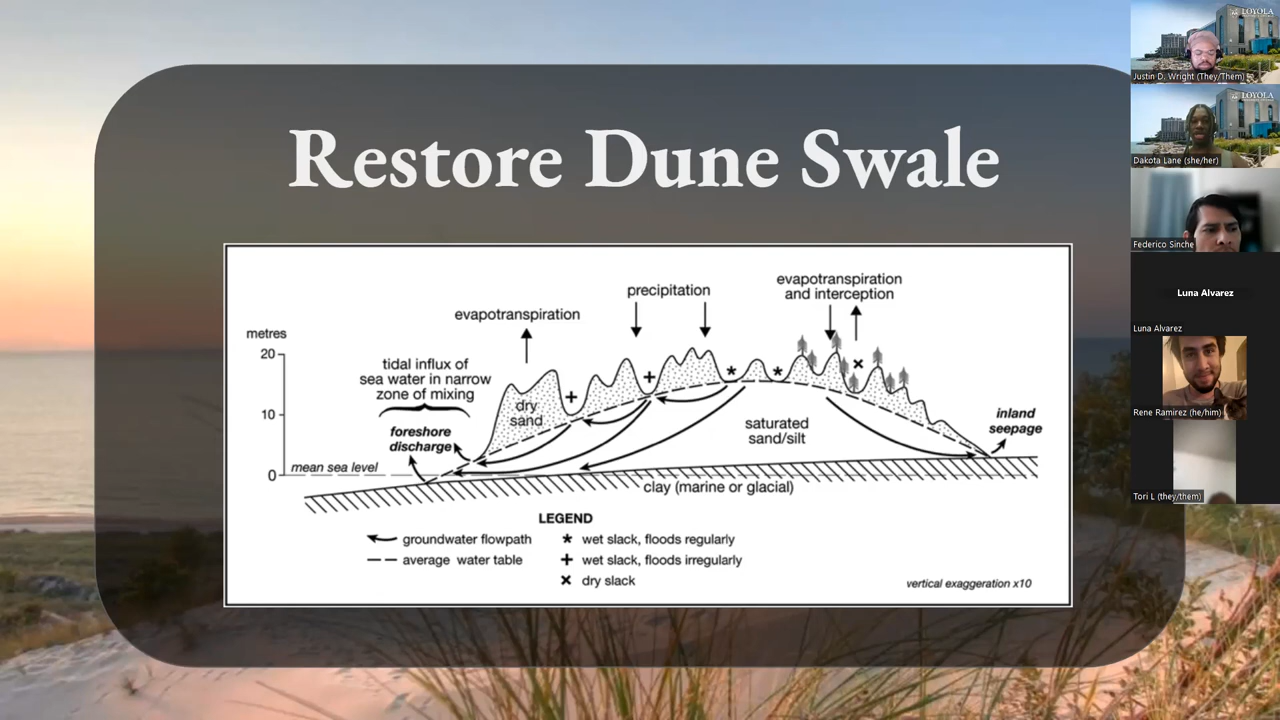 Restore Dune Swale
evapotranspiration
and interception
precipitation
evapotranspiration
metres
20
tidal influx of
sea water in narrow
zone of mixing
dry
sand
10
foreshore
discharge
saturated
sand/silt
inland
seepage
mean sea level
0
clay (marine or glacial)
LEGEND
groundwater flowpath
average water table
* wet slack, floods regularly
+ wet slack, floods irregularly
× dry slack
vertical exaggeration x10
LOYOLA
Justin D. Wright (They/Them)
LOYOLA
Dakota Lane (she/her)
Federico Sinche
Luna Alvarez
Luna Alvarez
Rene Ramirez (he/him)
Tori L (they/them)